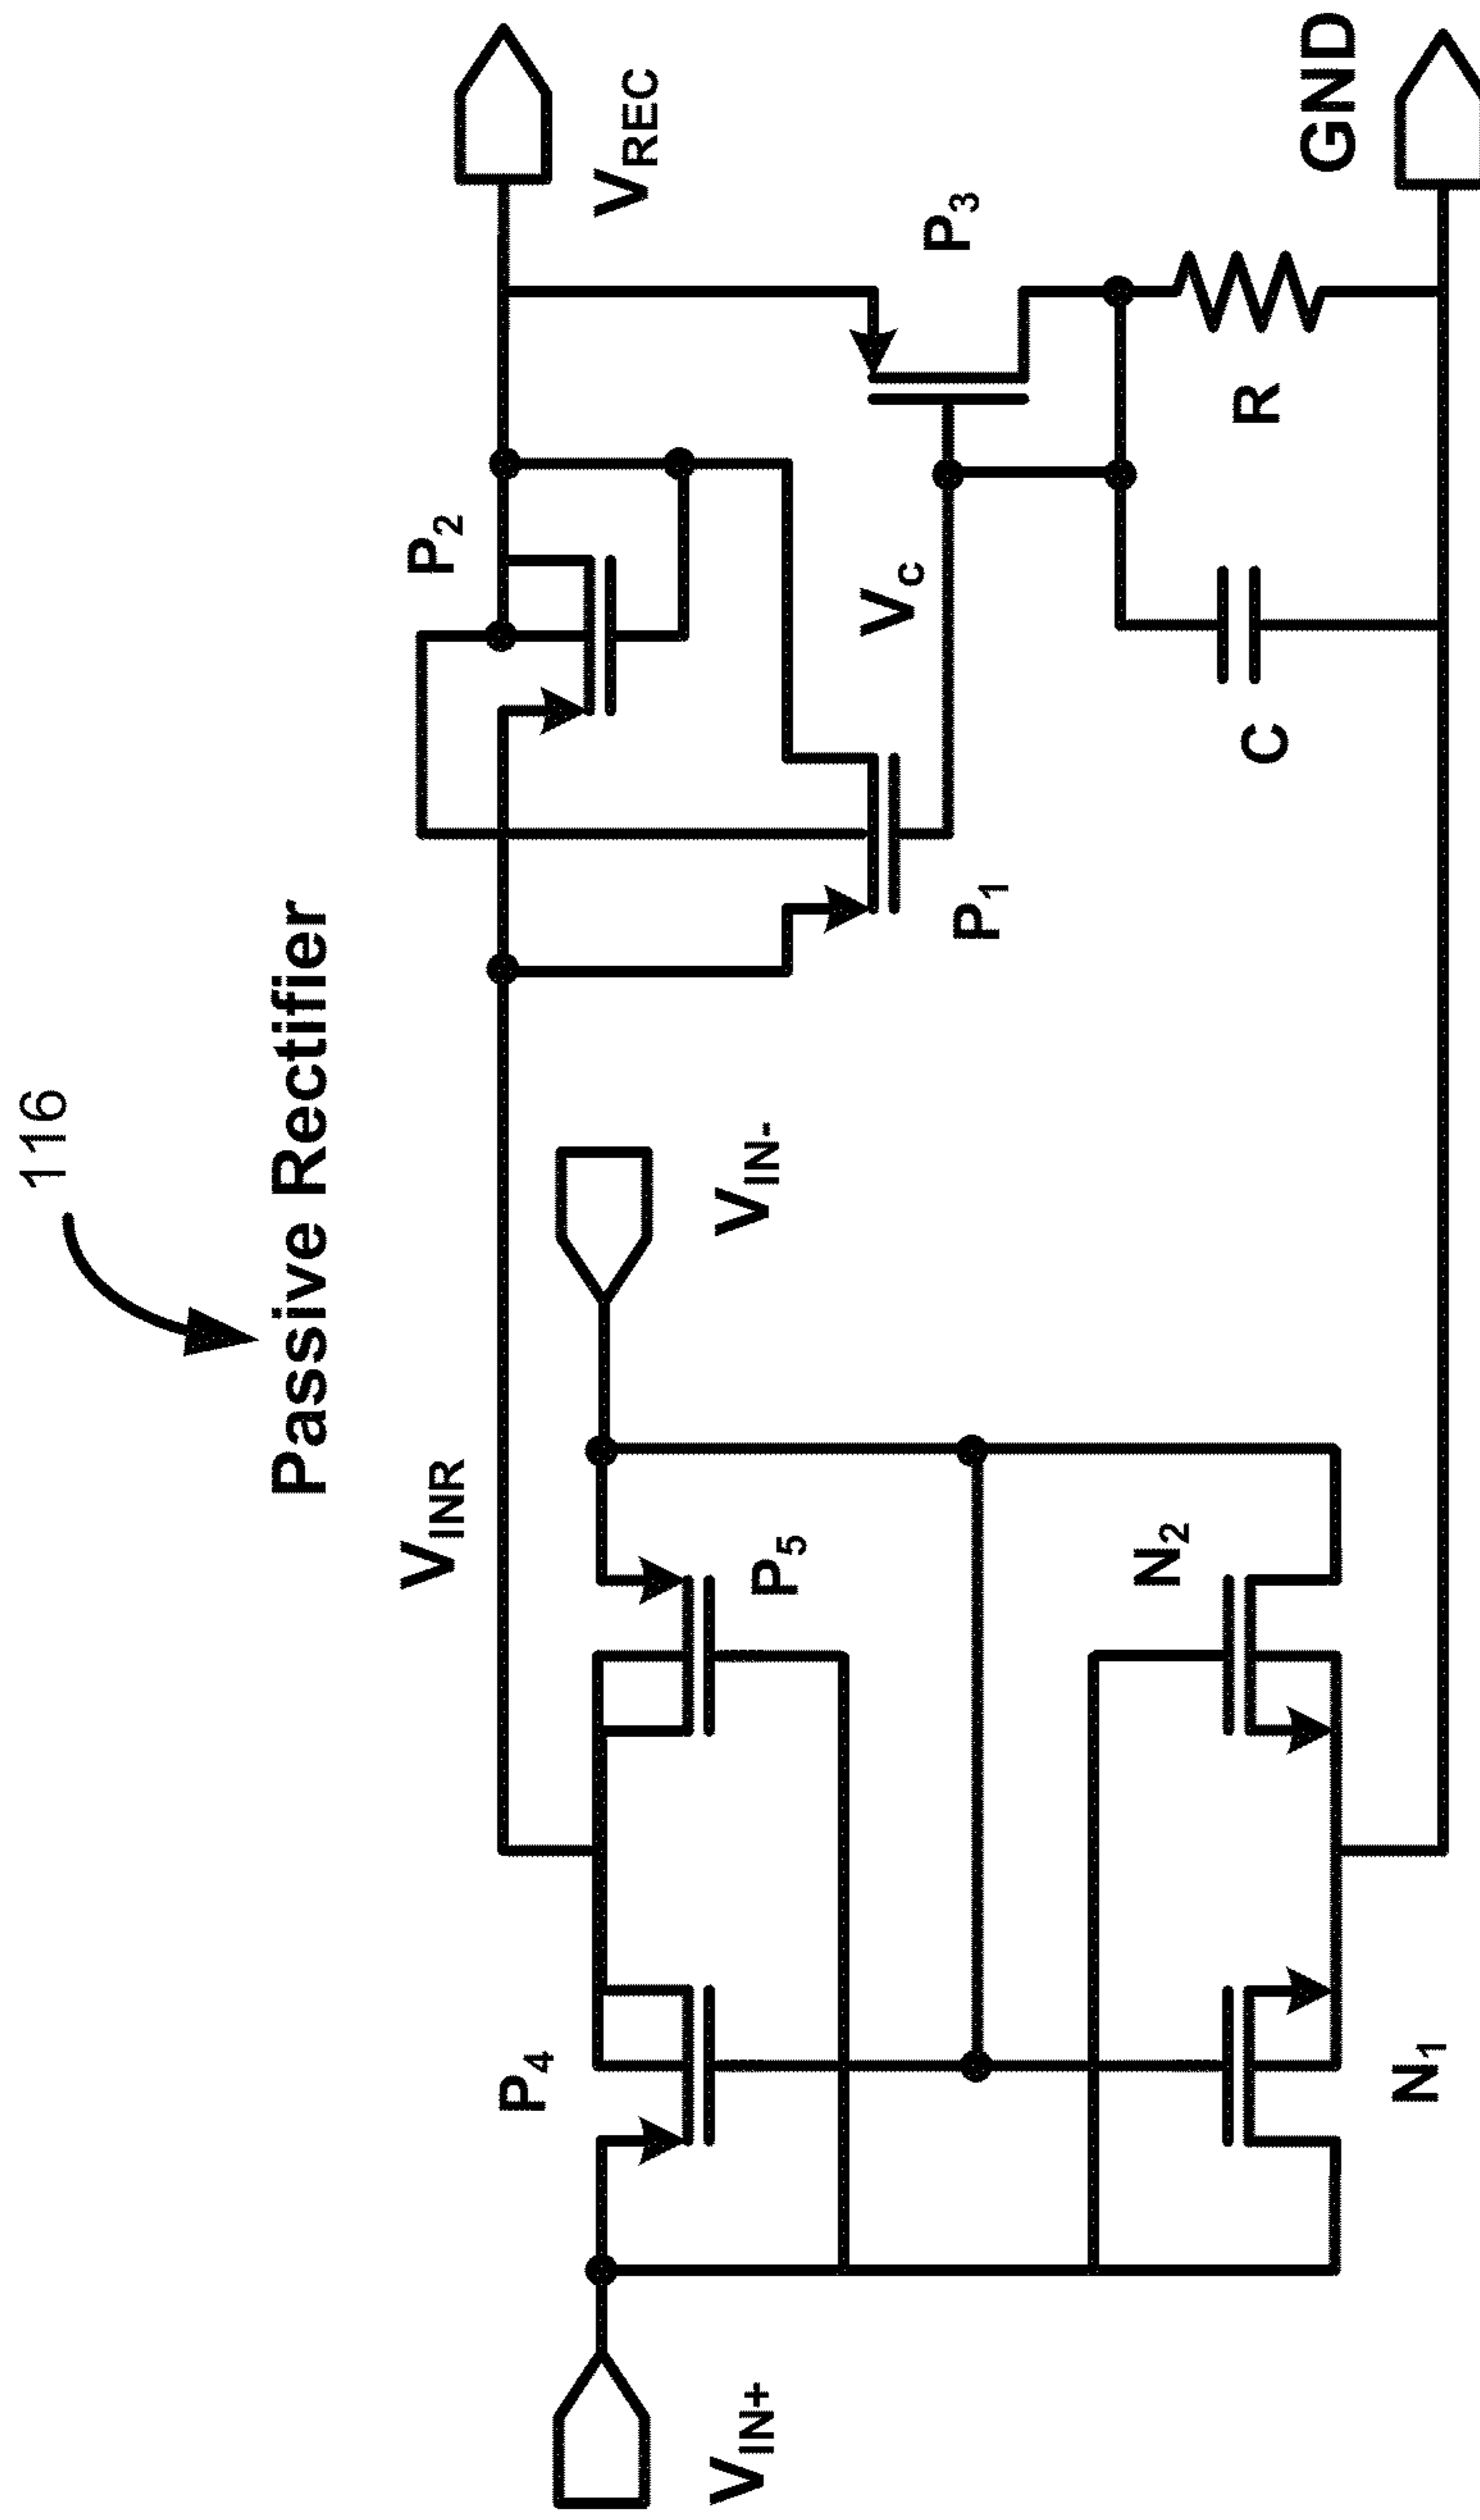 116
Passive Rectifier
VINR
P2
VREC
P4
P5
VIN-
VIN+
P1
VC
P3
N2
N1
C
R
GND